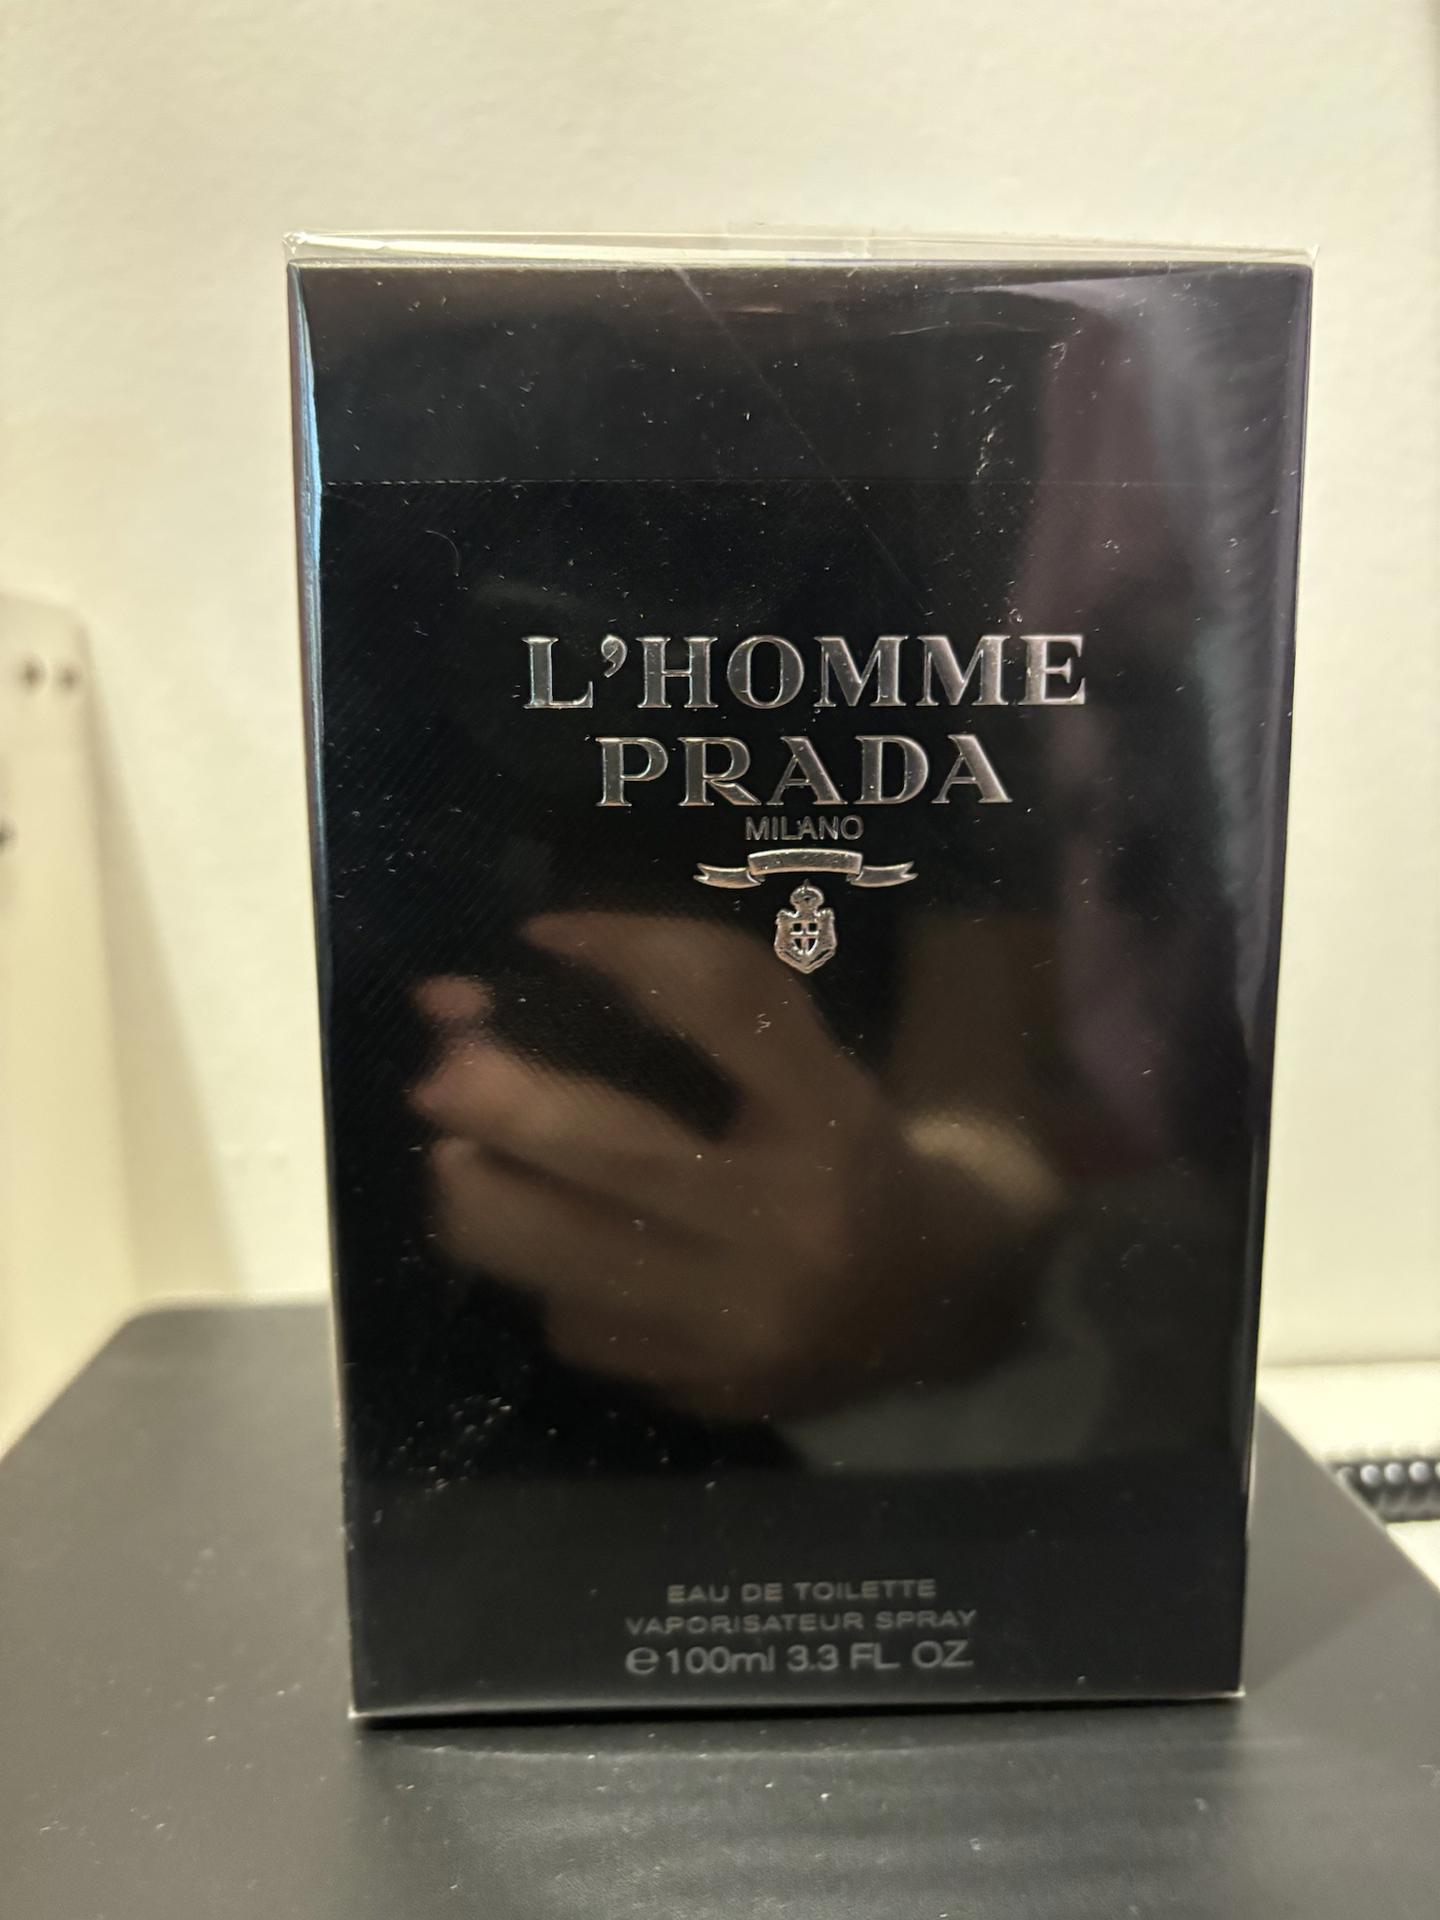 L'HOMME
PRADA
MILANO
EAU DE TOILETTE
VAPORISATEUR SPRAY
℮100ml 3.3 FL OZ